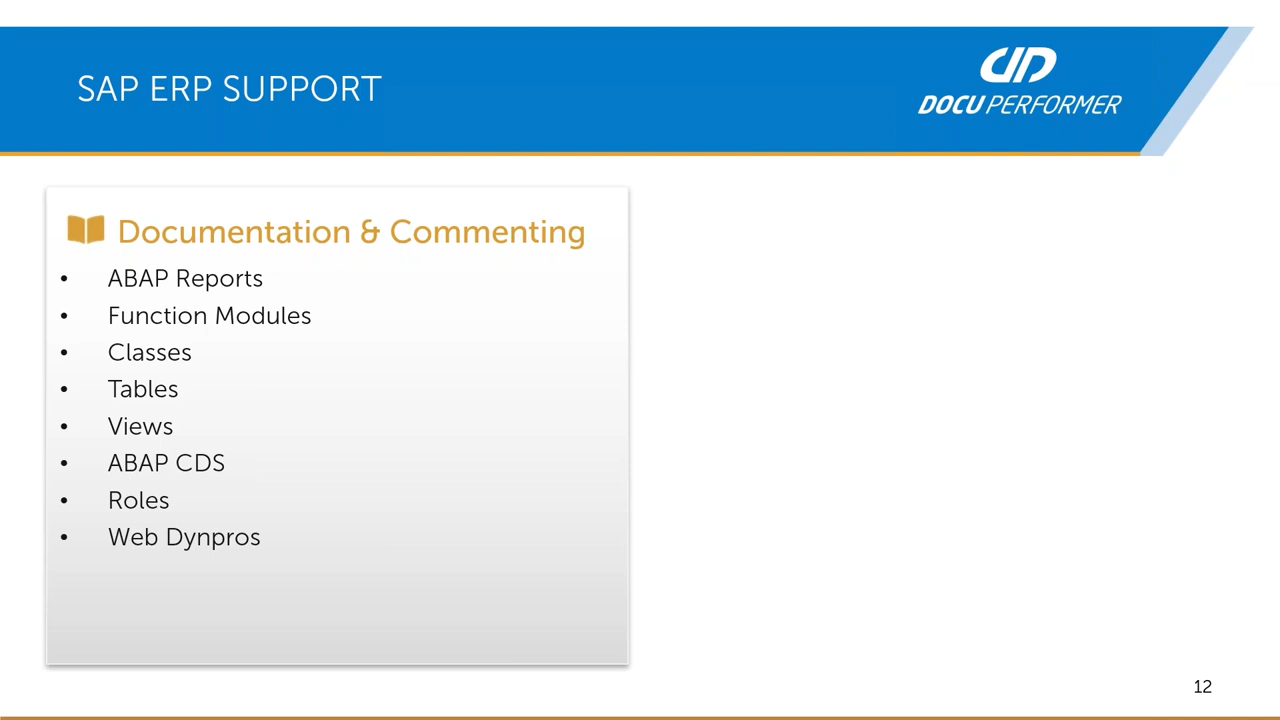 SAP ERP SUPPORT
DOCU PERFORMER
Documentation & Commenting
• ABAP Reports
• Function Modules
• Classes
• Tables
• Views
• ABAP CDS
• Roles
• Web Dynpros
12